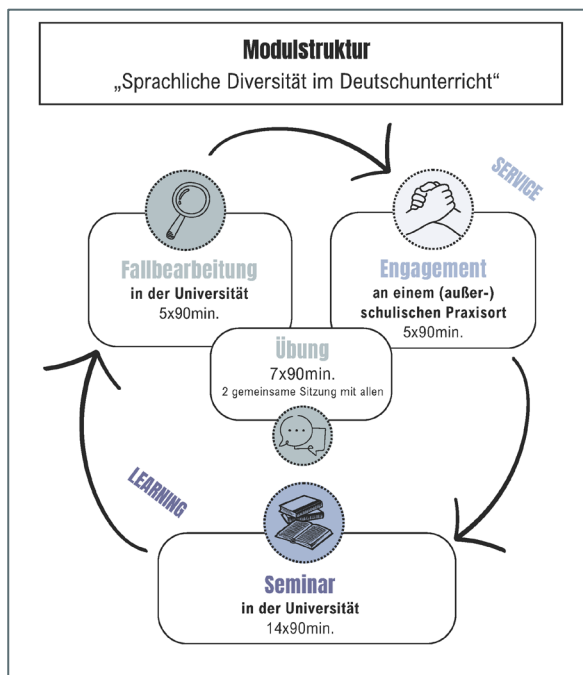 Modulstruktur
„Sprachliche Diversität im Deutschunterricht“
SERVICE
Fallbearbeitung
in der Universität
5x90min.
Engagement
an einem (außer-)
schulischen Praxisort
5x90min.
Übung
7x90min.
2 gemeinsame Sitzung mit allen
LEARNING
Seminar
in der Universität
14x90min.